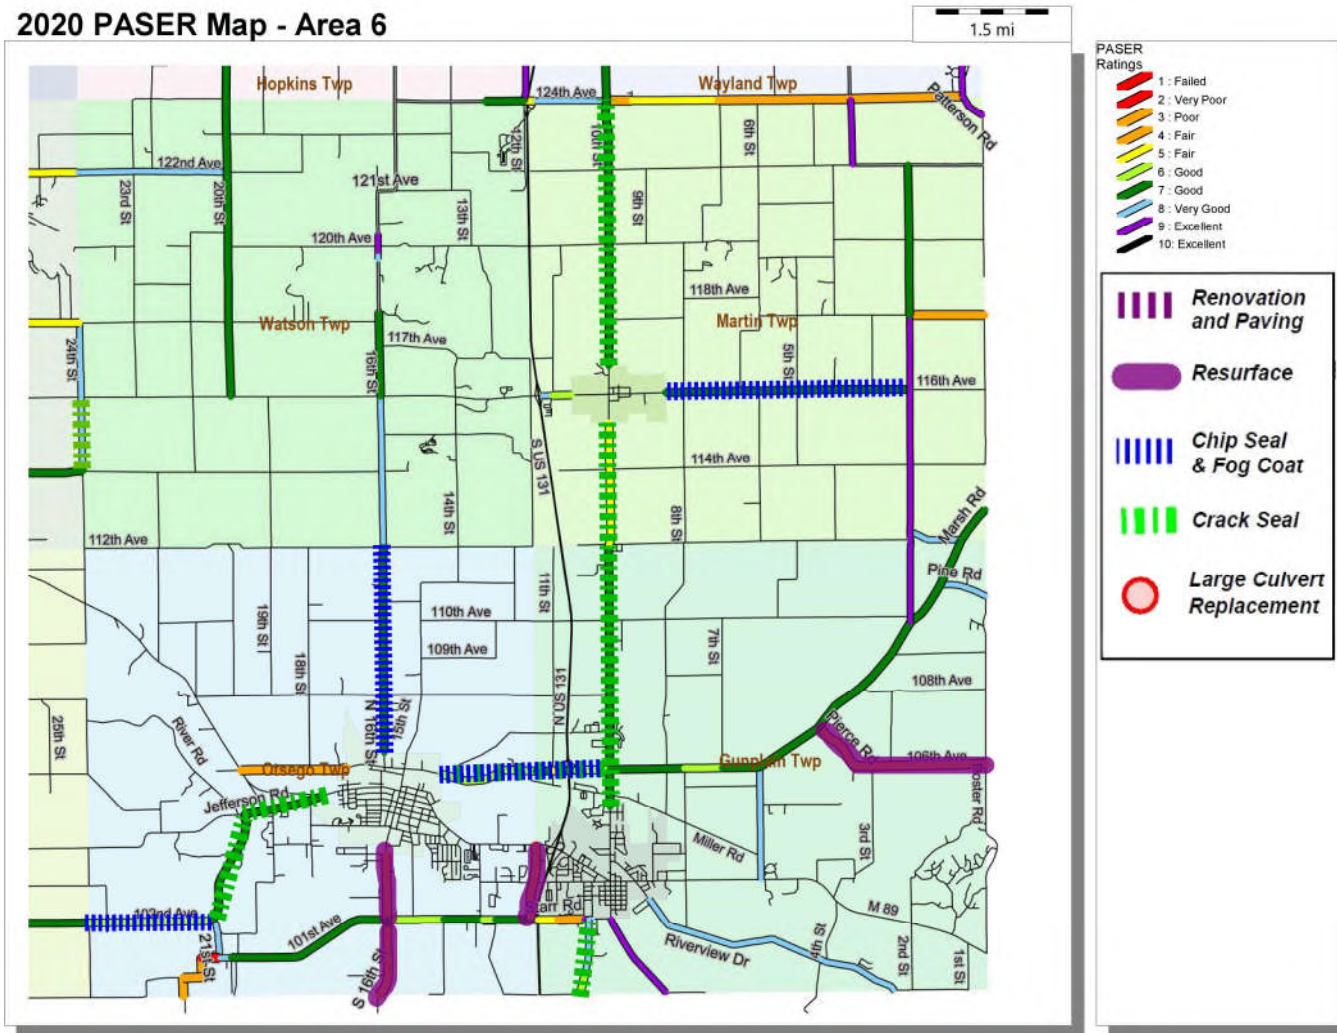 2020 PASER Map - Area 6
1.5 mi
PASER
Ratings
1 : Failed
2 : Very Poor
3 : Poor
4 : Fair
5 : Fair
6 : Good
7 : Good
8 : Very Good
9 : Excellent
10: Excellent
Renovation
and Paving
Resurface
Chip Seal
& Fog Coat
Crack Seal
Large Culvert
Replacement
Hopkins Twp
Wayland Twp
124th Ave
Patterson Rd
12th St
10th St
6th St
122nd Ave
121st Ave
23rd St
20th St
13th St
9th St
120th Ave
118th Ave
Watson Twp
Martin Twp
117th Ave
24th St
16th St
5th St
116th Ave
S US 131
114th Ave
14th St
8th St
Marsh Rd
112th Ave
Pine Rd
11th St
110th Ave
19th St
109th Ave
7th St
18th St
108th Ave
N US 131
N 16th St
15th St
25th St
River Rd
Pierce Rd
106th Ave
Otsego Twp
Gunplain Twp
Jefferson Rd
Miller Rd
3rd St
102nd Ave
M 89
101st Ave
21st St
Riverview Dr
4th St
2nd St
1st St
S 16th St